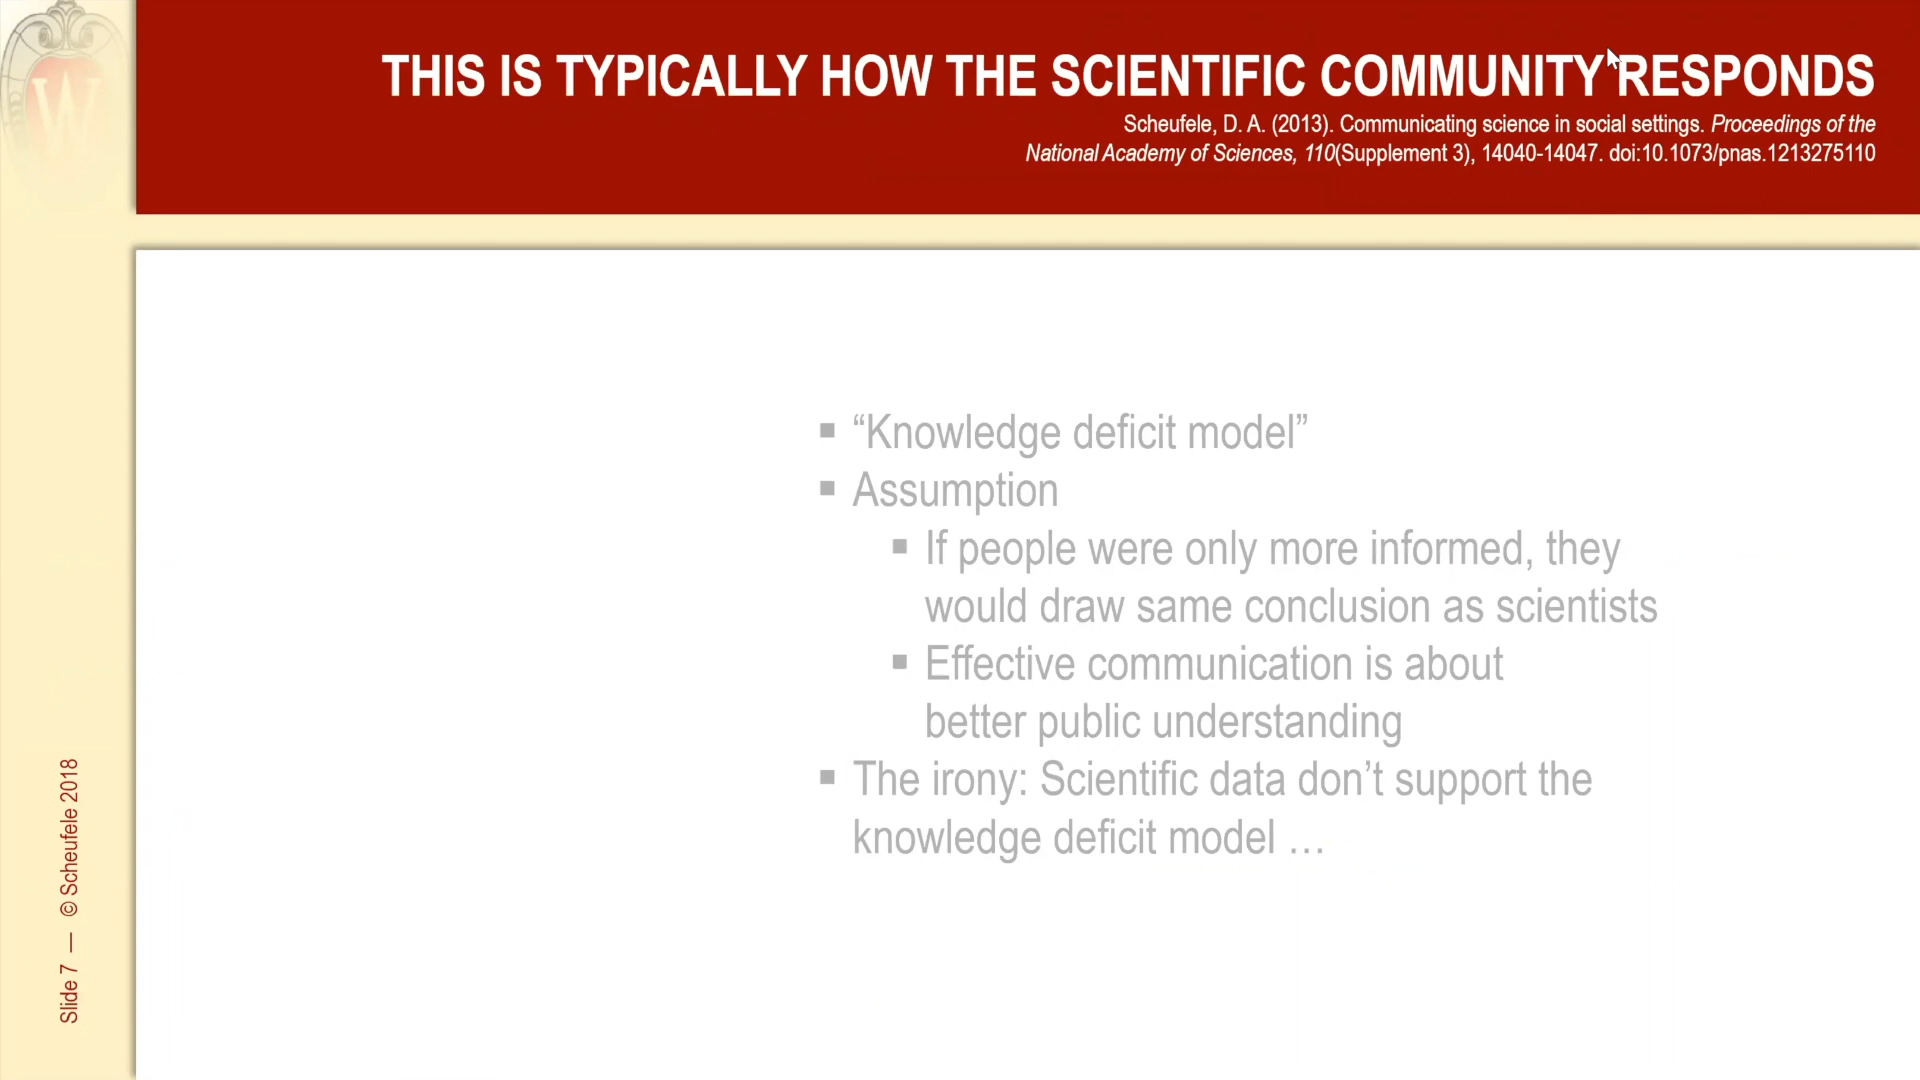 W
THIS IS TYPICALLY HOW THE SCIENTIFIC COMMUNITY RESPONDS
Scheufele, D. A. (2013). Communicating science in social settings. Proceedings of the
National Academy of Sciences, 110(Supplement 3), 14040-14047. doi:10.1073/pnas.1213275110
▪ “Knowledge deficit model”
▪ Assumption
▪ If people were only more informed, they
would draw same conclusion as scientists
▪ Effective communication is about
better public understanding
▪ The irony: Scientific data don’t support the
knowledge deficit model …
Slide 7 — © Scheufele 2018